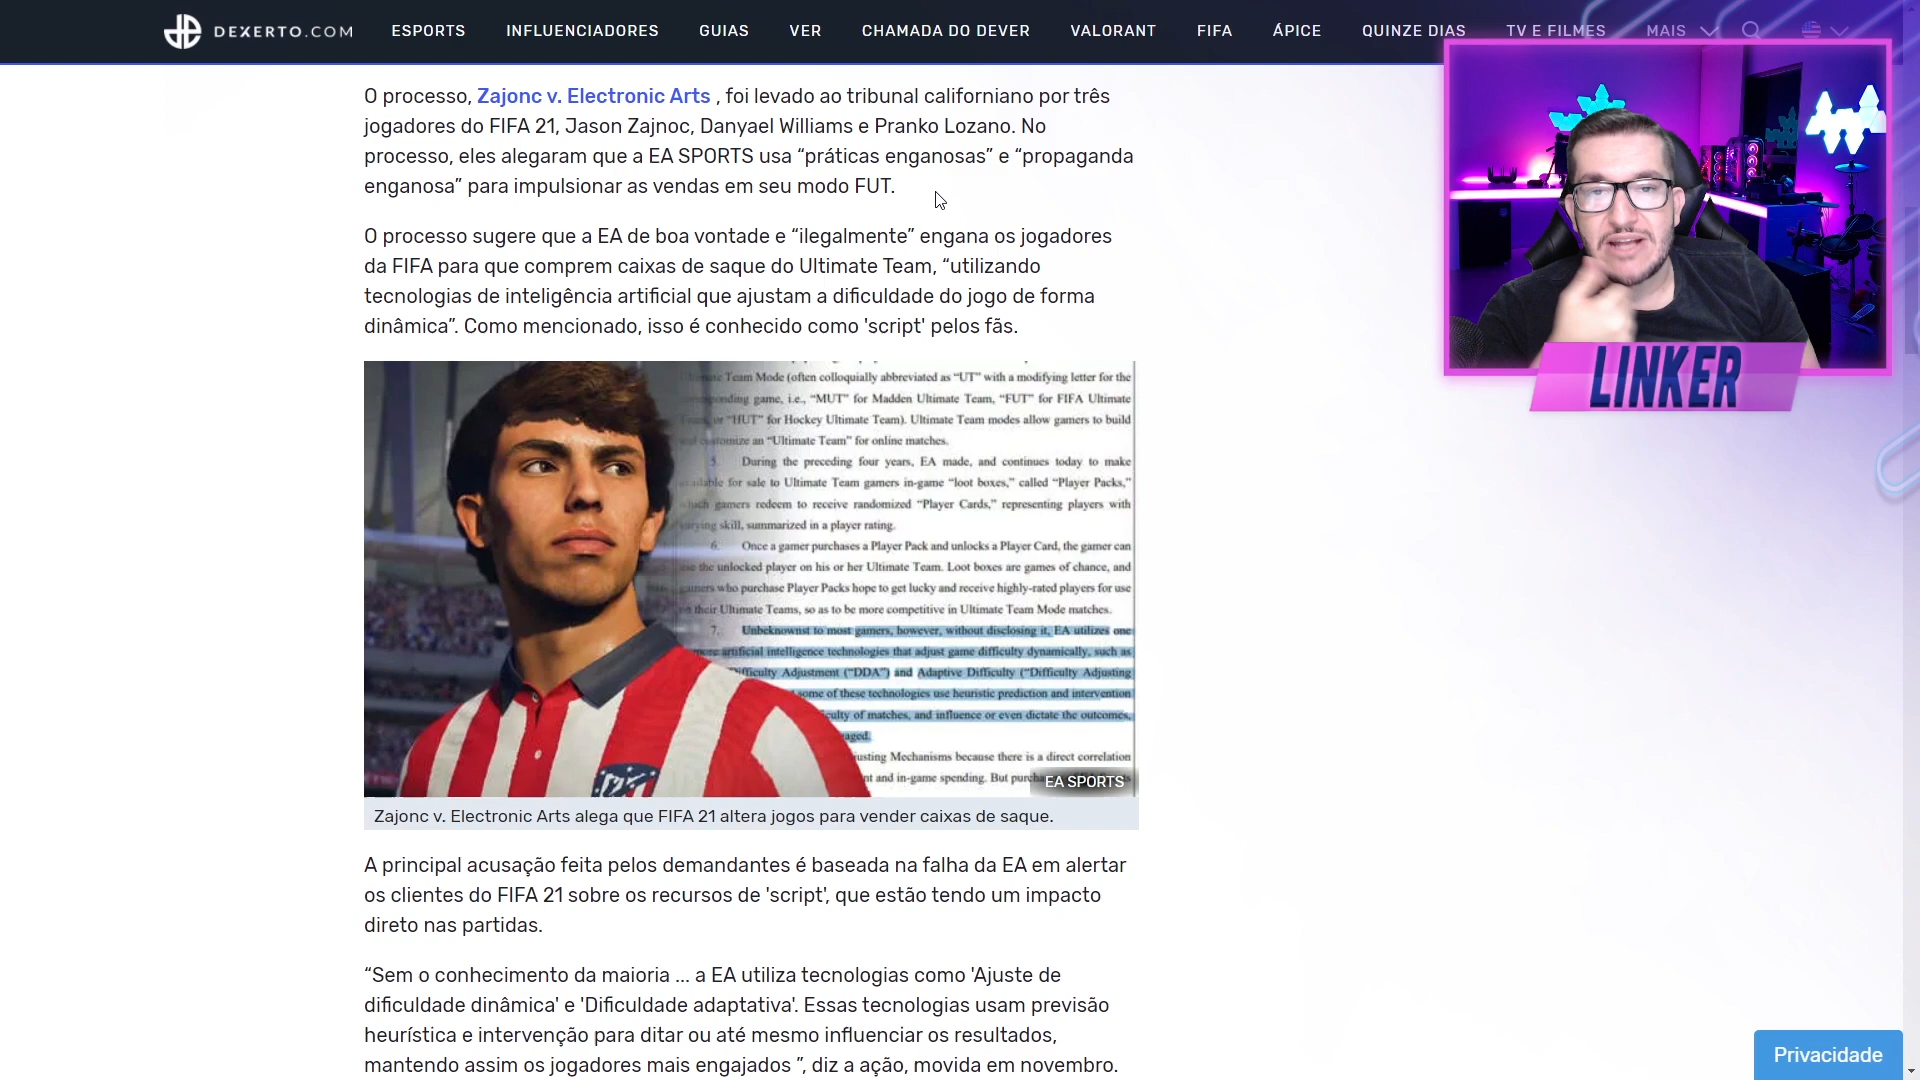 DEXERTO.COM ESPORTS INFLUENCIADORES GUIAS VER CHAMADA DO DEVER VALORANT FIFA ÁPICE QUINZE DIAS TV E FILMES MAIS
O processo, Zajonc v. Electronic Arts , foi levado ao tribunal californiano por três
jogadores do FIFA 21, Jason Zajnoc, Danyael Williams e Pranko Lozano. No
processo, eles alegaram que a EA SPORTS usa “práticas enganosas” e “propaganda
enganosa” para impulsionar as vendas em seu modo FUT.
O processo sugere que a EA de boa vontade e “ilegalmente” engana os jogadores
da FIFA para que comprem caixas de saque do Ultimate Team, “utilizando
tecnologias de inteligência artificial que ajustam a dificuldade do jogo de forma
dinâmica”. Como mencionado, isso é conhecido como 'script' pelos fãs.
Team Mode (often colloquially abbreviated as “UT” with a modifying letter for the
game, i.e., “MUT” for Madden Ultimate Team, “FUT” for FIFA Ultimate
or “HUT” for Hockey Ultimate Team). Ultimate Team modes allow gamers to build
customize an “Ultimate Team” for online matches.
5. During the preceding four years, EA made, and continues today to make
for sale to Ultimate Team gamers in-game “loot boxes,” called “Player Packs,”
which gamers redeem to receive randomized “Player Cards,” representing players with
varying skill, summarized in a player rating.
6. Once a gamer purchases a Player Pack and unlocks a Player Card, the gamer can
the unlocked player on his or her Ultimate Team. Loot boxes are games of chance, and
gamers who purchase Player Packs hope to get lucky and receive highly-rated players for use
their Ultimate Teams, so as to be more competitive in Ultimate Team Mode matches.
7. Unbeknownst to most gamers, however, without disclosing it, EA utilizes one
more artificial intelligence technologies that adjust game difficulty dynamically, such as
Difficulty Adjustment (“DDA”) and Adaptive Difficulty (“Difficulty Adjusting
some of these technologies use heuristic prediction and intervention
culty of matches, and influence or even dictate the outcomes,
aged.
usting Mechanisms because there is a direct correlation
nt and in-game spending. But
EA SPORTS
Zajonc v. Electronic Arts alega que FIFA 21 altera jogos para vender caixas de saque.
A principal acusação feita pelos demandantes é baseada na falha da EA em alertar
os clientes do FIFA 21 sobre os recursos de 'script', que estão tendo um impacto
direto nas partidas.
“Sem o conhecimento da maioria ... a EA utiliza tecnologias como 'Ajuste de
dificuldade dinâmica' e 'Dificuldade adaptativa'. Essas tecnologias usam previsão
heurística e intervenção para ditar ou até mesmo influenciar os resultados,
mantendo assim os jogadores mais engajados ”, diz a ação, movida em novembro.
LINKER
Privacidade